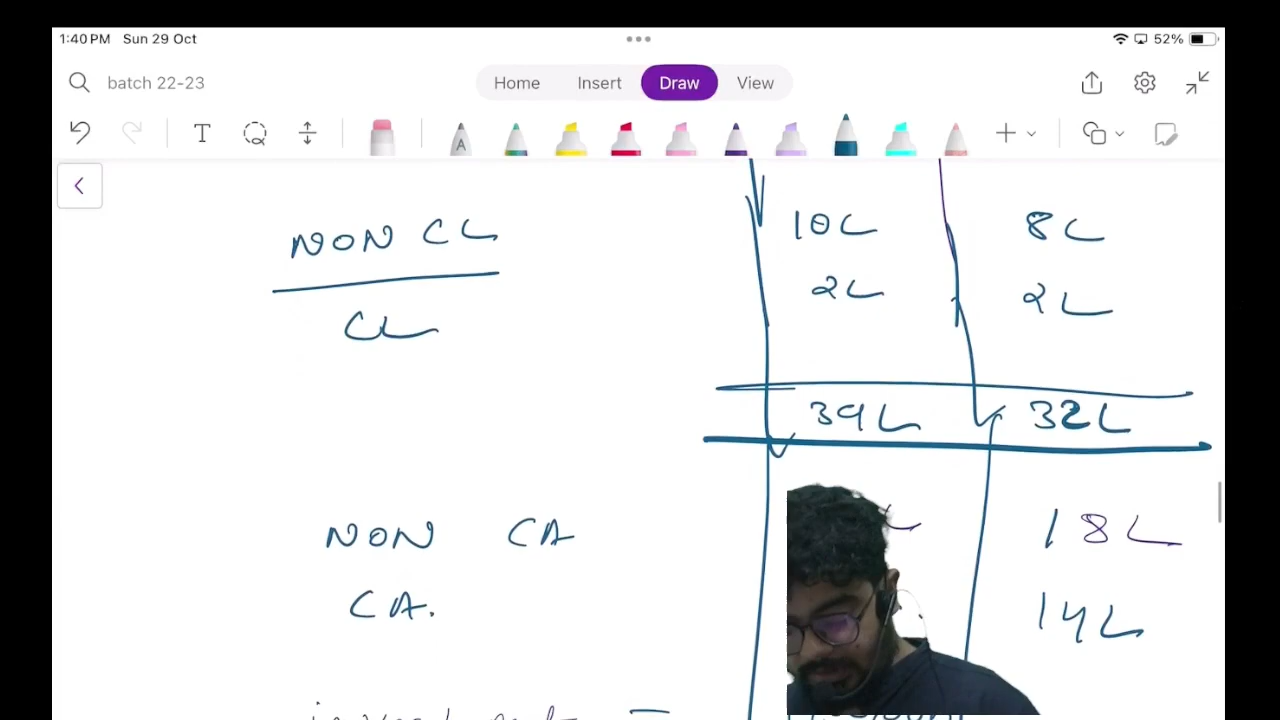 1:40 PM Sun 29 Oct 52%
batch 22-23 Home Insert Draw View
T A
NON CL 10L 8L
CL 2L 2L
39L 32L
NON CA 18L
CA. 14L